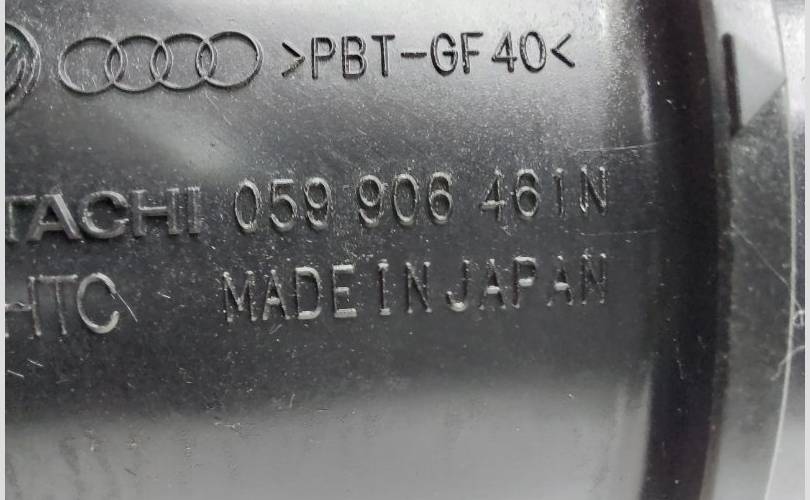 >PBT-GF40<
TACHI 059 906 461N
HTC MADE IN JAPAN